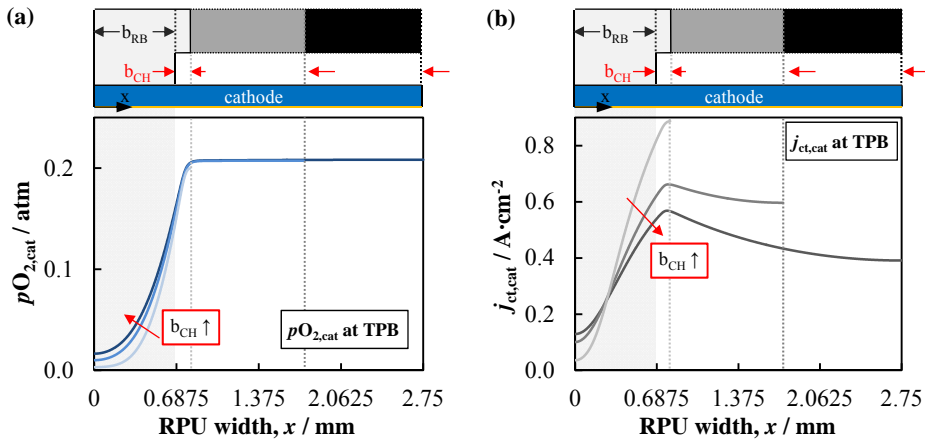 (a)
b_RB
b_CH
x
cathode
pO_2,cat / atm
0.2
0.0
b_CH ↑
pO_2,cat at TPB
0 0.6875 1.375 2.0625 2.75
RPU width, x / mm
(b)
b_RB
b_CH
x
cathode
j_ct,cat / A·cm^-2
0.8
0.6
0.4
0.2
0.0
j_ct,cat at TPB
b_CH ↑
0 0.6875 1.375 2.0625 2.75
RPU width, x / mm